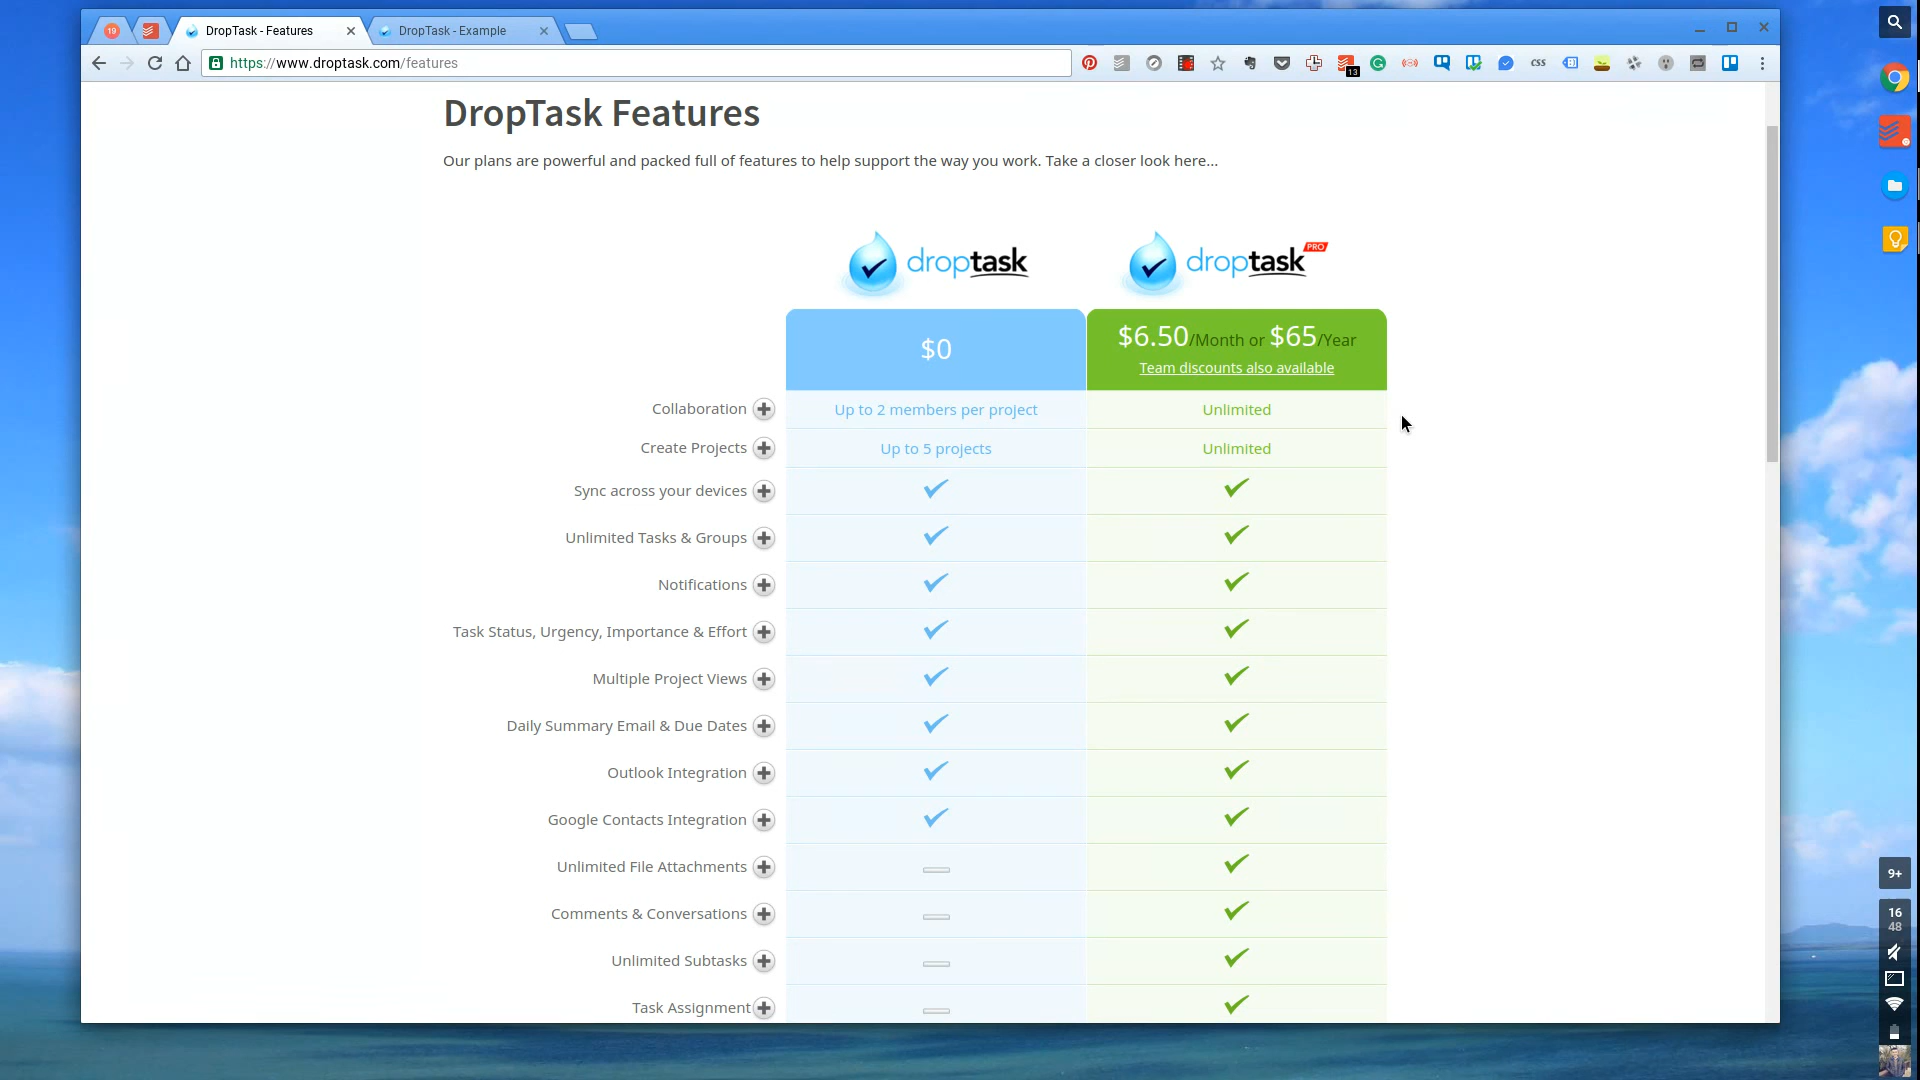 19
DropTask - Features
DropTask - Example
https://www.droptask.com/features
13
css
DropTask Features
Our plans are powerful and packed full of features to help support the way you work. Take a closer look here...
droptask
droptask PRO
$0
$6.50/Month or $65/Year
Team discounts also available
Collaboration
Up to 2 members per project
Unlimited
Create Projects
Up to 5 projects
Unlimited
Sync across your devices
Unlimited Tasks & Groups
Notifications
Task Status, Urgency, Importance & Effort
Multiple Project Views
Daily Summary Email & Due Dates
Outlook Integration
Google Contacts Integration
Unlimited File Attachments
Comments & Conversations
Unlimited Subtasks
Task Assignment
9+
16
48